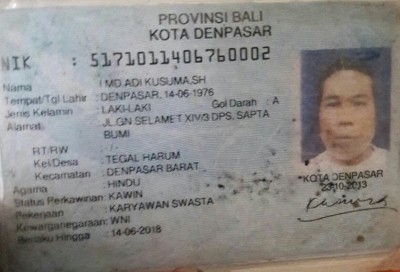 PROVINSI BALI
KOTA DENPASAR
NIK : 5171011406760002
Nama : I MD.ADI KUSUMA,SH
Tempat/Tgl Lahir : DENPASAR, 14-06-1976
Jenis Kelamin : LAKI-LAKI Gol Darah : A
Alamat : JL.GN SELAMET XIV/3 DPS, SAPTA
BUMI
RT/RW : - / -
Kel/Desa : TEGAL HARUM
Kecamatan : DENPASAR BARAT
Agama : HINDU
Status Perkawinan : KAWIN
Pekerjaan : KARYAWAN SWASTA
Kewarganegaraan : WNI
Berlaku Hingga : 14-06-2018
KOTA DENPASAR
23-10-2013